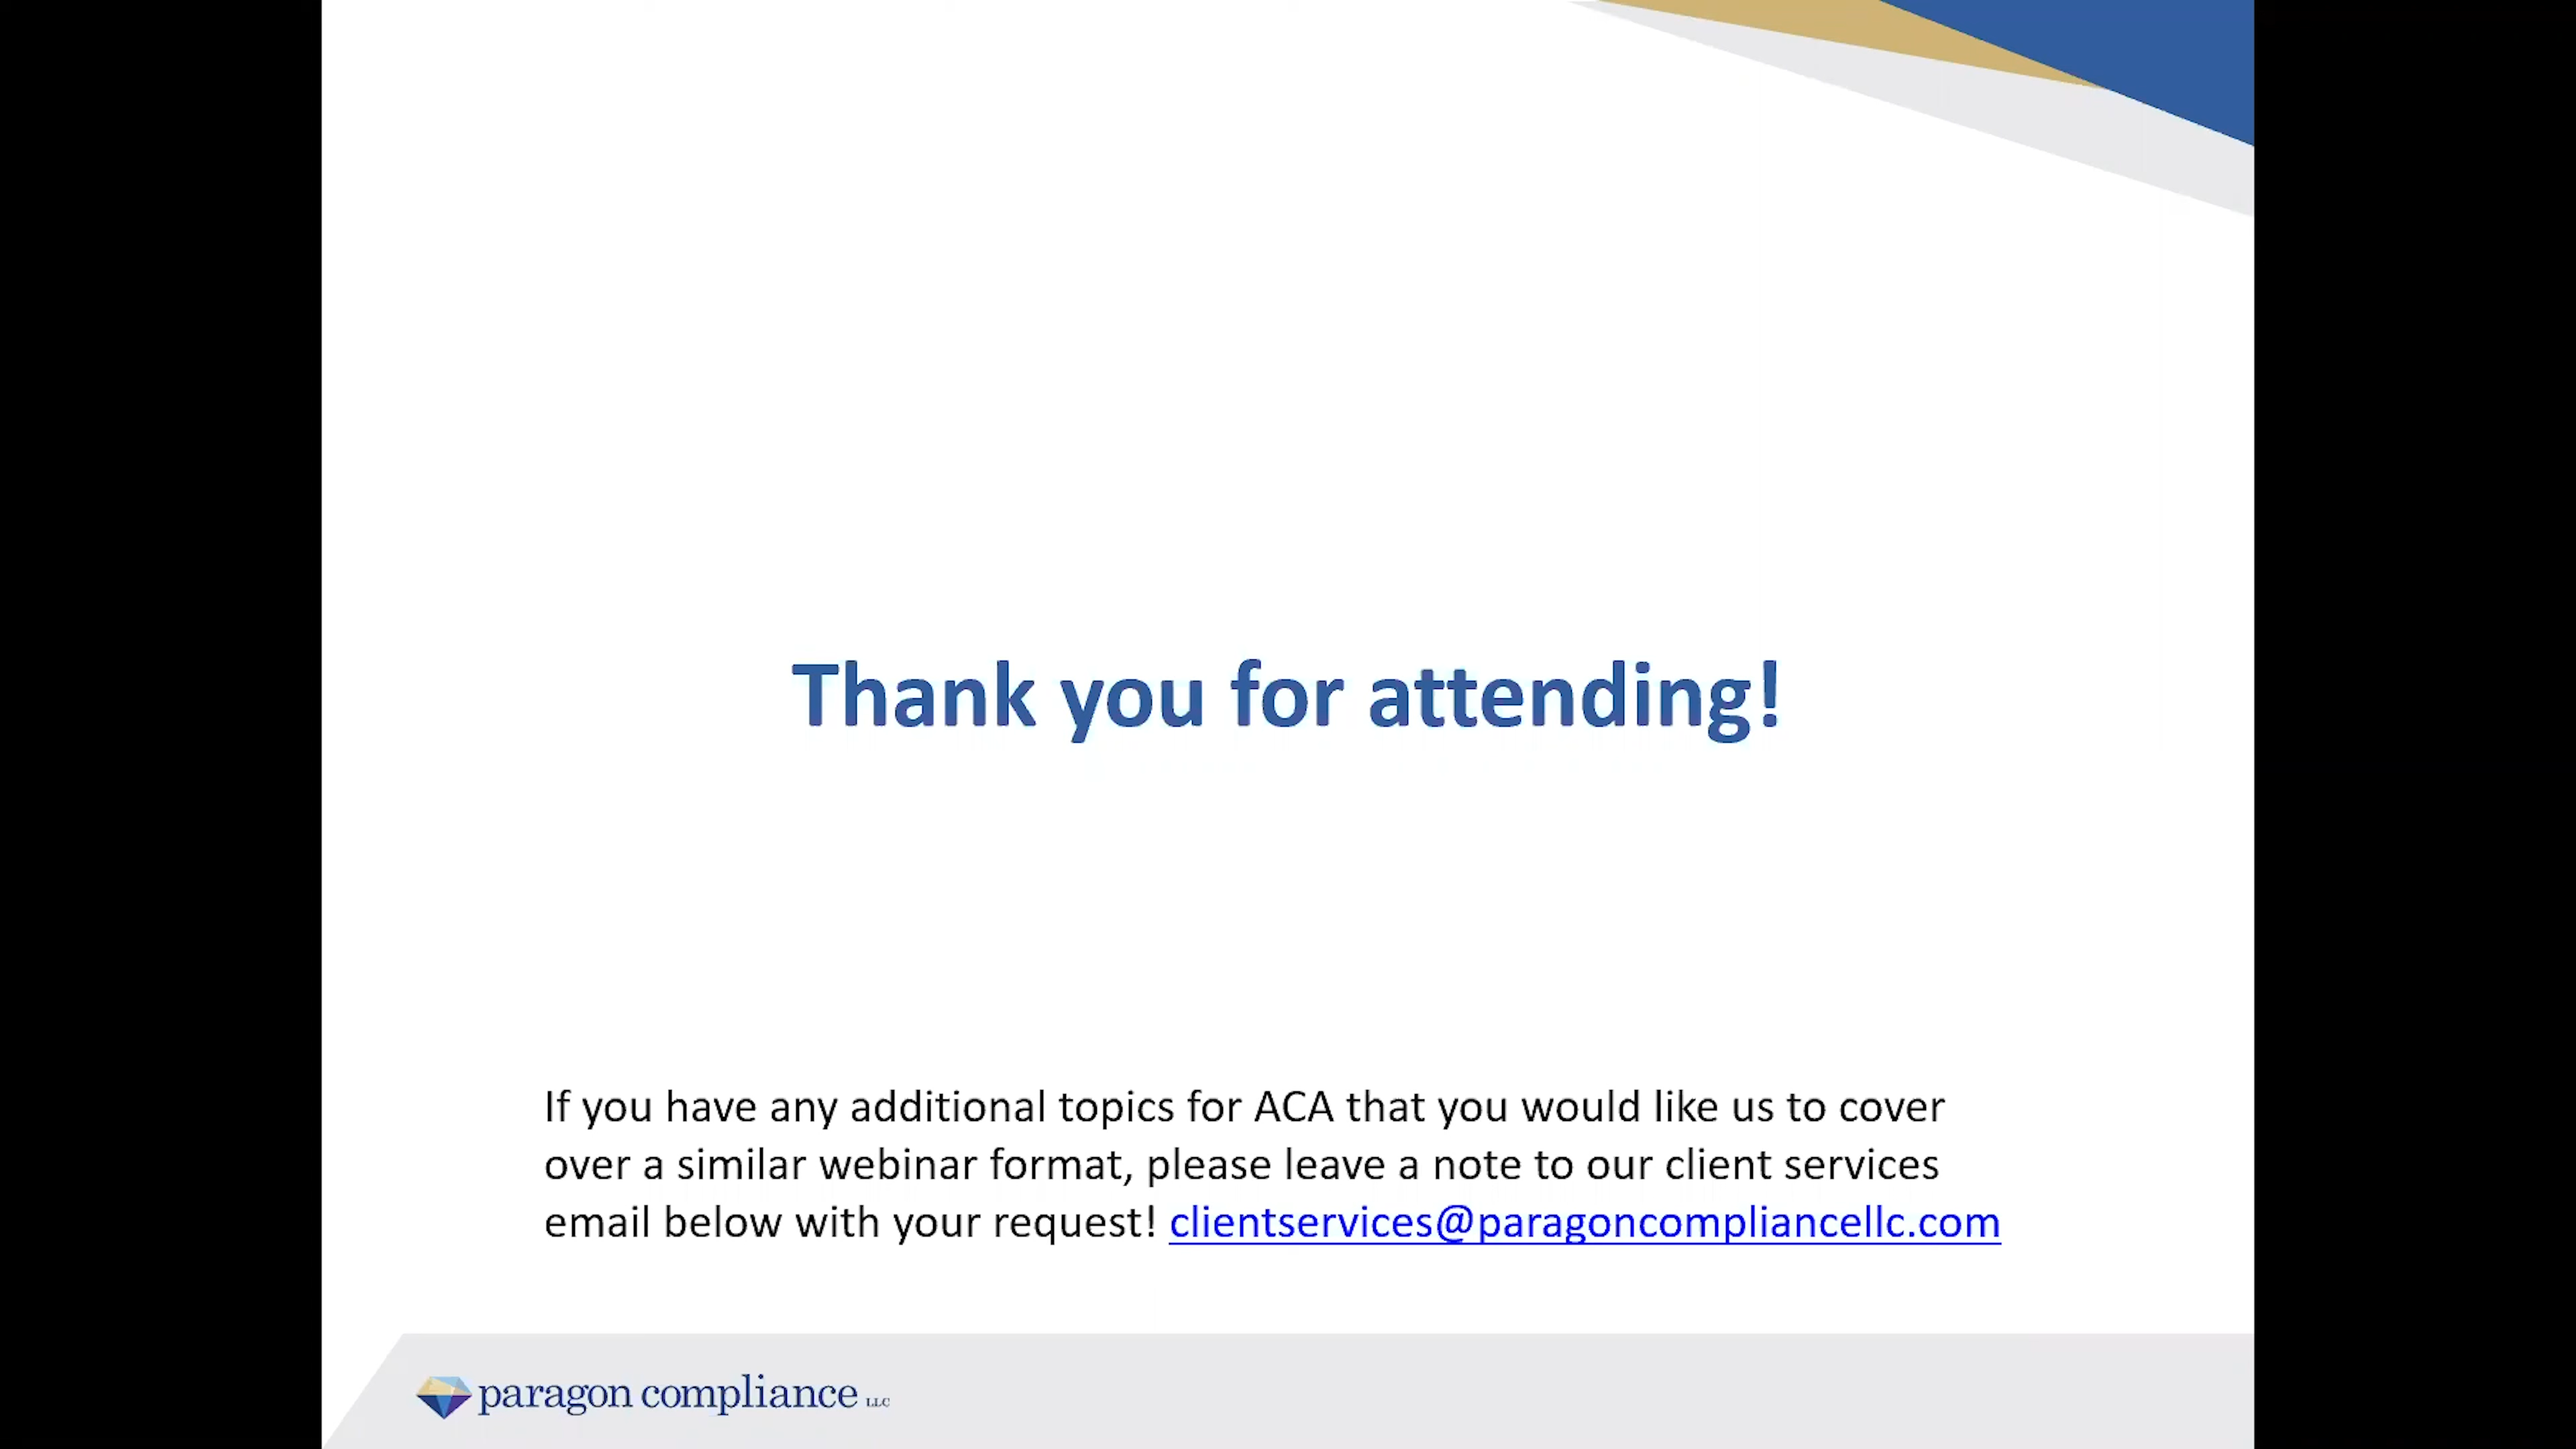 Thank you for attending!
If you have any additional topics for ACA that you would like us to cover
over a similar webinar format, please leave a note to our client services
email below with your request! clientservices@paragoncompliancellc.com
paragon compliance LLC